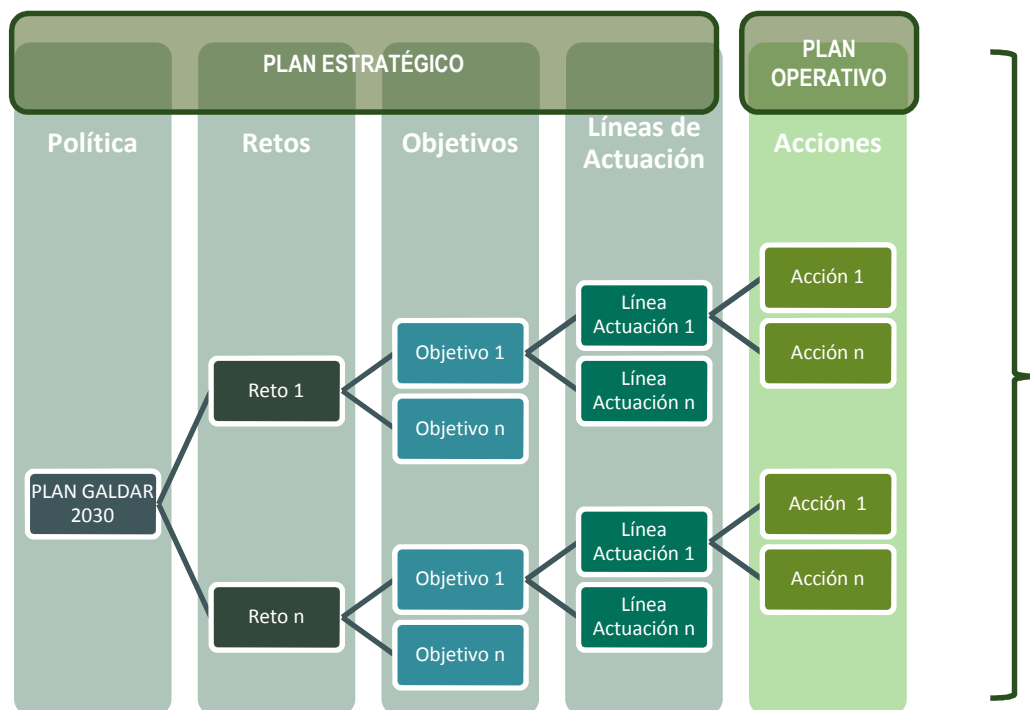 PLAN ESTRATÉGICO
PLAN
OPERATIVO
Política
Retos
Objetivos
Líneas de
Actuación
Acciones
PLAN GALDAR
2030
Reto 1
Objetivo 1
Línea
Actuación 1
Acción 1
Acción n
Línea
Actuación n
Objetivo n
Reto n
Objetivo 1
Línea
Actuación 1
Acción 1
Acción n
Línea
Actuación n
Objetivo n